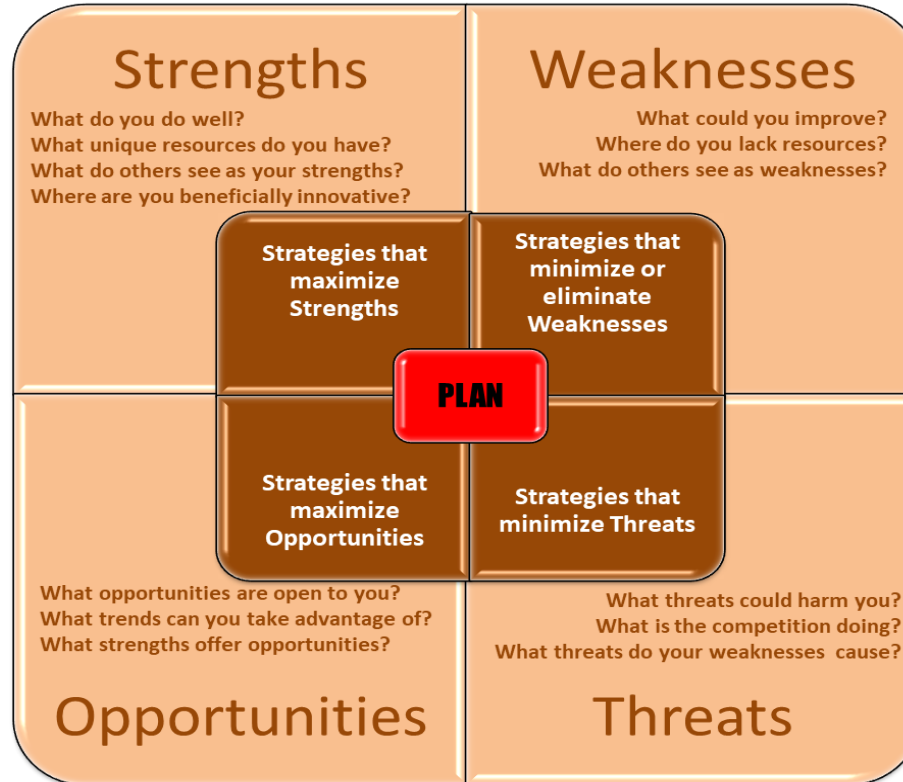 Strengths
What do you do well?
What unique resources do you have?
What do others see as your strengths?
Where are you beneficially innovative?
Weaknesses
What could you improve?
Where do you lack resources?
What do others see as weaknesses?
Strategies that
maximize
Strengths
Strategies that
minimize or
eliminate
Weaknesses
PLAN
Strategies that
maximize
Opportunities
Strategies that
minimize Threats
What opportunities are open to you?
What trends can you take advantage of?
What strengths offer opportunities?
Opportunities
What threats could harm you?
What is the competition doing?
What threats do your weaknesses  cause?
Threats